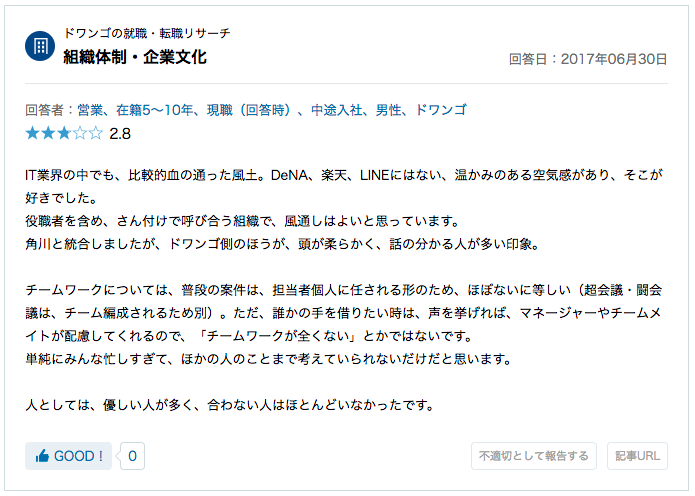 ドワンゴの就職・転職リサーチ
組織体制・企業文化
回答日：2017年06月30日
回答者：営業、在籍5〜10年、現職（回答時）、中途入社、男性、ドワンゴ
★★★☆☆ 2.8
IT業界の中でも、比較的血の通った風土。DeNA、楽天、LINEにはない、温かみのある空気感があり、そこが
好きでした。
役職者を含め、さん付けで呼び合う組織で、風通しはよいと思っています。
角川と統合しましたが、ドワンゴ側のほうが、頭が柔らかく、話の分かる人が多い印象。
チームワークについては、普段の案件は、担当者個人に任される形のため、ほぼないに等しい（超会議・闘会
議は、チーム編成されるため別）。ただ、誰かの手を借りたい時は、声を挙げれば、マネージャーやチームメ
イトが配慮してくれるので、「チームワークが全くない」とかではないです。
単純にみんな忙しすぎて、ほかの人のことまで考えていられないだけだと思います。
人としては、優しい人が多く、合わない人はほとんどいなかったです。
GOOD！ 0
不適切として報告する
記事URL